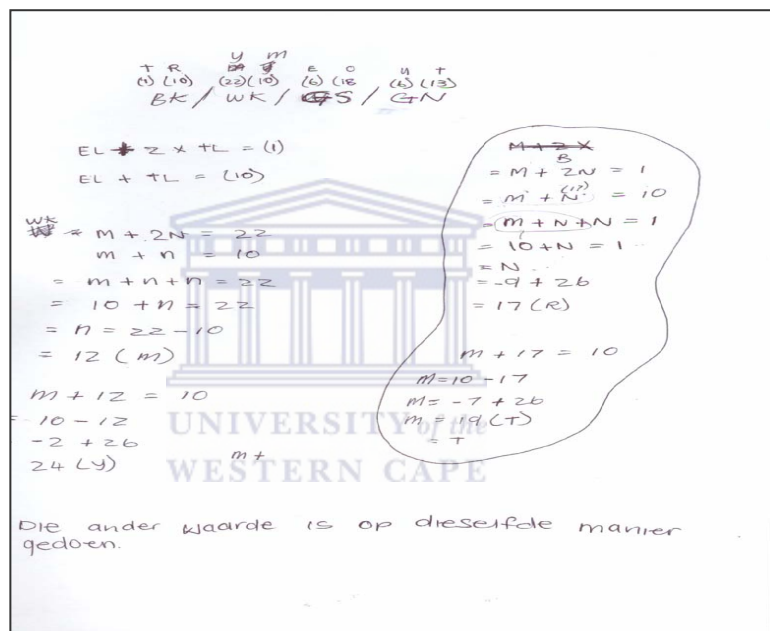 Y M
T R E O Y T
(1) (10) (22) (10) (6) (18 (6) (13)
BK / WK / GS / GN
EL + 2 x TL = (1)
EL + TL = (10)
WK
= M + 2N = 22
m + n = 10
= m + n + n = 22
= 10 + n = 22
= n = 22 - 10
= 12 (m)
m + 12 = 10
= 10 - 12
-2 + 26
24 (y)
m +
M + 2 x
B
= M + 2N = 1
(17)
= m + N = 10
= m + N + N = 1
= 10 + N = 1
= N
= -9 + 26
= 17 (R)
m + 17 = 10
m = 10 - 17
m = -7 + 26
m = 19 (T)
= T
UNIVERSITY of the
WESTERN CAPE
Die ander waarde is op dieselfde manier
gedoen.